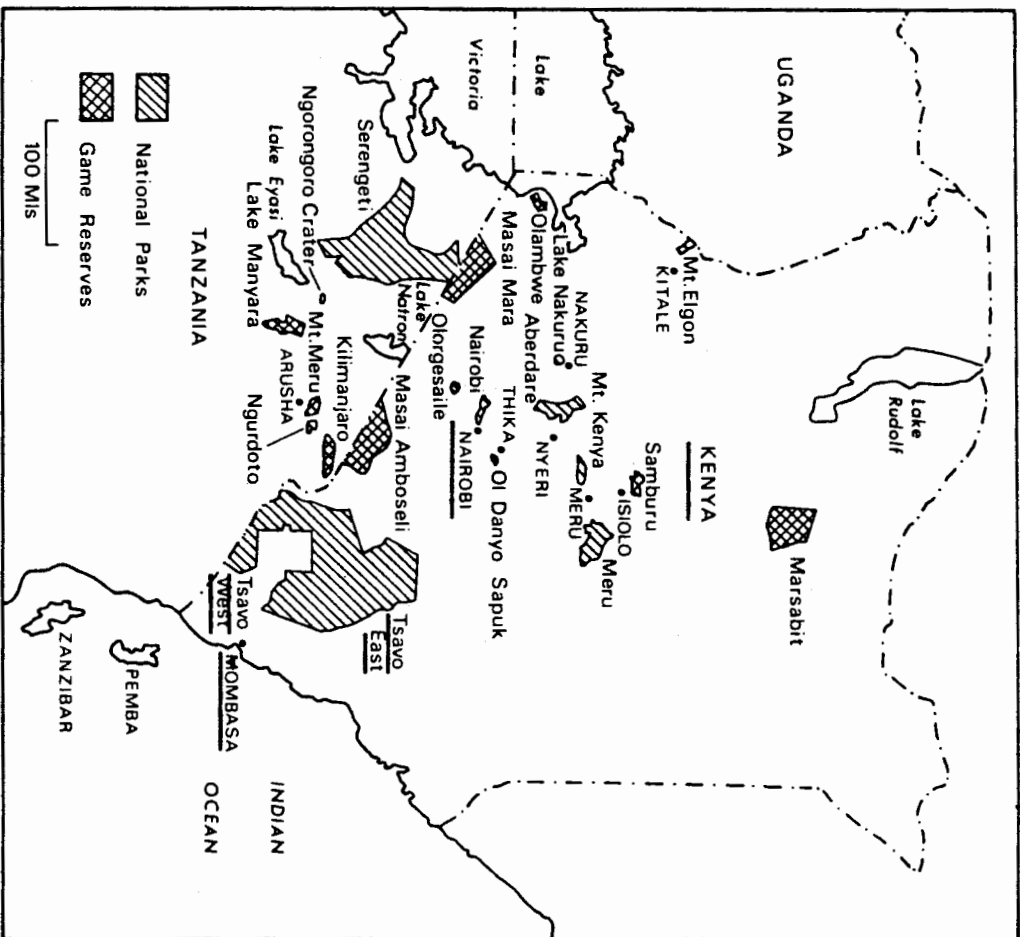 Lake
Rudolf
Marsabit
UGANDA
KENYA
Mt. Elgon
KITALE
Samburu
ISIOLO
Meru
Mt. Kenya
MERU
NAKURU
Lake Nakuru
NYERI
Olambwe
Aberdare
Lake
Victoria
THIKA
Masai Mara
Ol Danyo Sapuk
Nairobi
NAIROBI
Olorgesaile
Lake
Natron
Masai Amboseli
Tsavo
East
Serengeti
Kilimanjaro
Mt.Meru
Ngorongoro Crater
ARUSHA
Lake Eyasi
Ngurdoto
Lake Manyara
Tsavo
West
MOMBASA
INDIAN
OCEAN
TANZANIA
PEMBA
ZANZIBAR
National Parks
Game Reserves
100 Mls